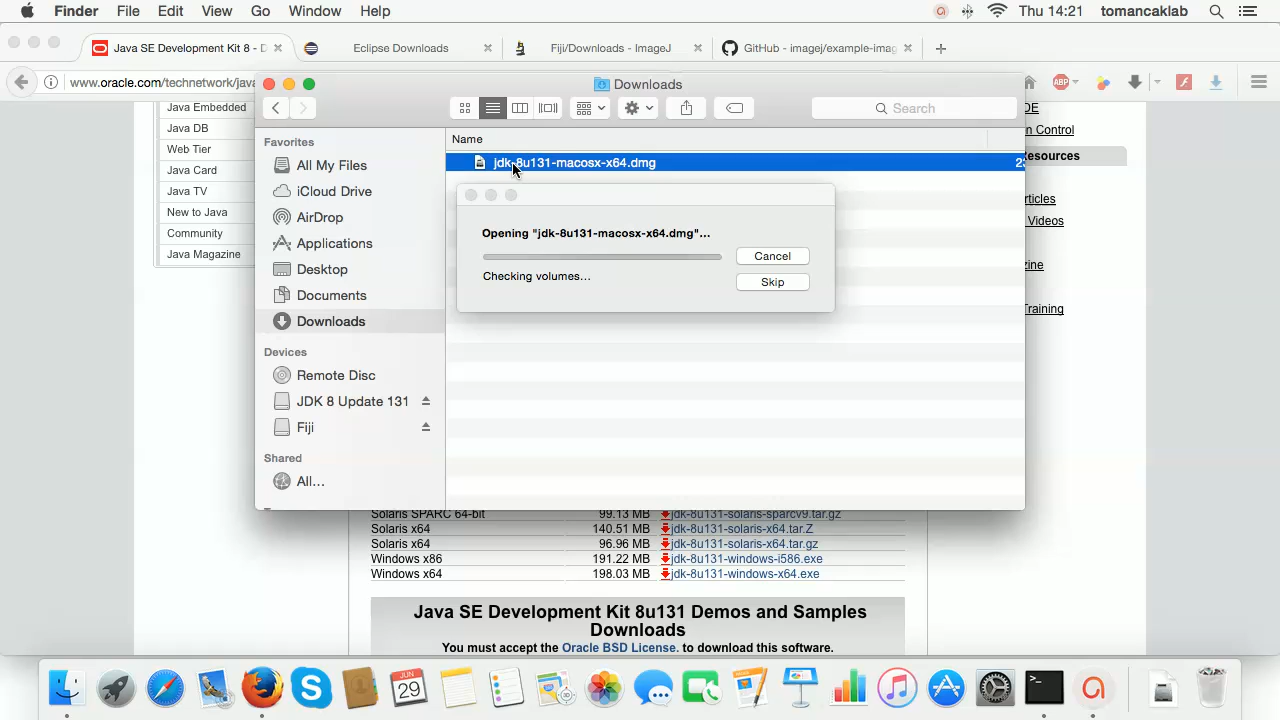 Finder File Edit View Go Window Help Thu 14:21 tomancaklab
Java SE Development Kit 8 - D Eclipse Downloads Fiji/Downloads - ImageJ GitHub - imagej/example-imag
www.oracle.com/technetwork/java
ABP
Downloads
Search
Java Embedded
Java DB
Web Tier
Java Card
Java TV
New to Java
Community
Java Magazine
Favorites
All My Files
iCloud Drive
AirDrop
Applications
Desktop
Documents
Downloads
Devices
Remote Disc
JDK 8 Update 131
Fiji
Shared
All...
Name
jdk-8u131-macosx-x64.dmg
Opening "jdk-8u131-macosx-x64.dmg"...
Cancel
Checking volumes...
Skip
DE
n Control
esources
rticles
Videos
zine
Training
Solaris SPARC 64-bit 99.13 MB jdk-8u131-solaris-sparcv9.tar.gz
Solaris x64 140.51 MB jdk-8u131-solaris-x64.tar.Z
Solaris x64 96.96 MB jdk-8u131-solaris-x64.tar.gz
Windows x86 191.22 MB jdk-8u131-windows-i586.exe
Windows x64 198.03 MB jdk-8u131-windows-x64.exe
Java SE Development Kit 8u131 Demos and Samples
Downloads
You must accept the Oracle BSD License. to download this software.
JUN
29